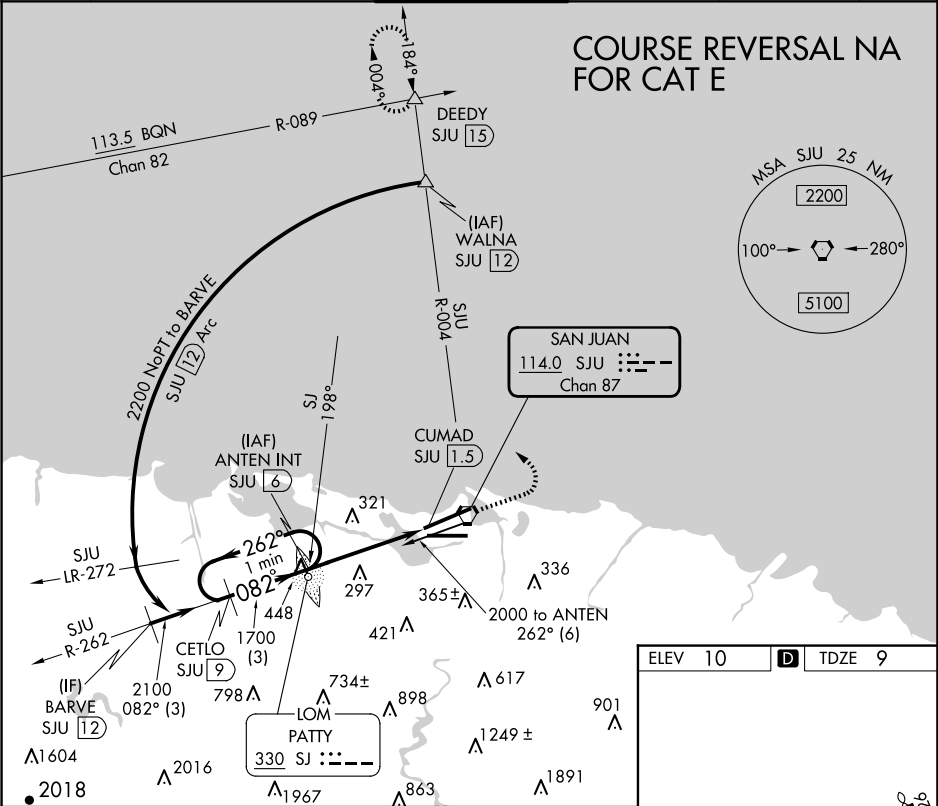 COURSE REVERSAL NA
FOR CAT E
184°
004°
DEEDY
SJU 15
113.5 BQN
Chan 82
R-089
(IAF)
WALNA
SJU 12
MSA SJU 25 NM
2200
100°
280°
5100
2200 NoPT to BARVE
SJU 12 Arc
SJU
R-004
SAN JUAN
114.0 SJU
Chan 87
SJ
198°
CUMAD
SJU 1.5
(IAF)
ANTEN INT
SJU 6
321
262°
1 min
082°
SJU
LR-272
297
336
365±
448
2000 to ANTEN
262° (6)
421
SJU
R-262
1700
(3)
CETLO
SJU 9
2100
082° (3)
(IF)
BARVE
SJU 12
798
734±
617
898
901
LOM
PATTY
330 SJ
1249 ±
1604
2016
1891
2018
1967
863
ELEV 10
D
TDZE 9